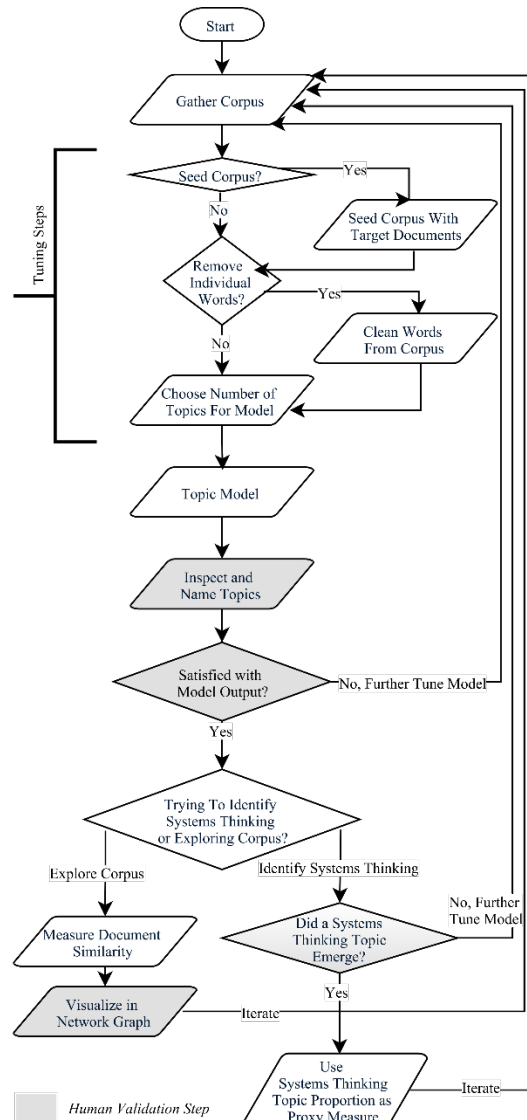 Start
Gather Corpus
Tuning Steps
Seed Corpus?
Yes
No
Seed Corpus With
Target Documents
Remove
Individual
Words?
Yes
No
Clean Words
From Corpus
Choose Number of
Topics For Model
Topic Model
Inspect and
Name Topics
Satisfied with
Model Output?
No, Further Tune Model
Yes
Trying To Identify
Systems Thinking
or Exploring Corpus?
Explore Corpus
Identify Systems Thinking
Measure Document
Similarity
Did a Systems
Thinking Topic
Emerge?
No, Further
Tune Model
Visualize in
Network Graph
Iterate
Yes
Use
Systems Thinking
Topic Proportion as
Proxy Measure
Iterate
Human Validation Step